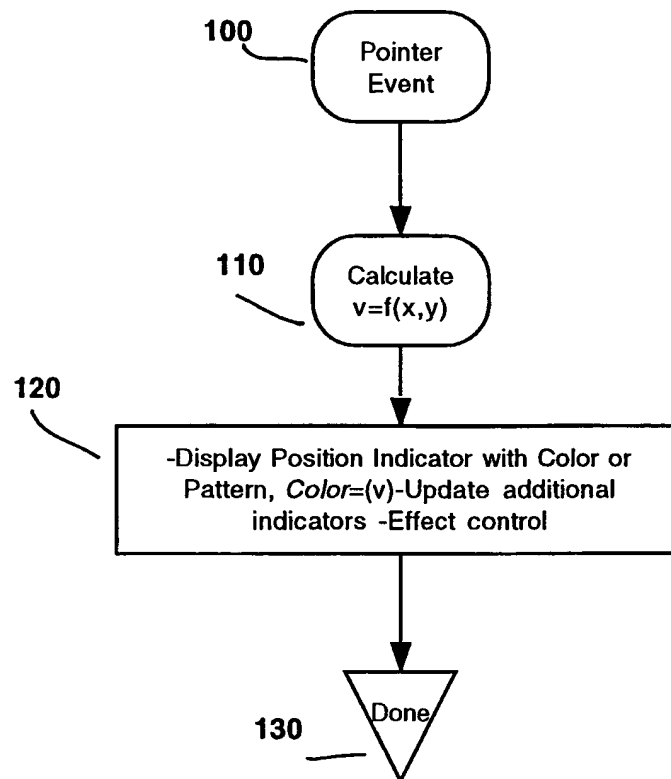 100
Pointer
Event
110
Calculate
v=f(x,y)
120
-Display Position Indicator with Color or
Pattern, Color=(v)-Update additional
indicators -Effect control
Done
130